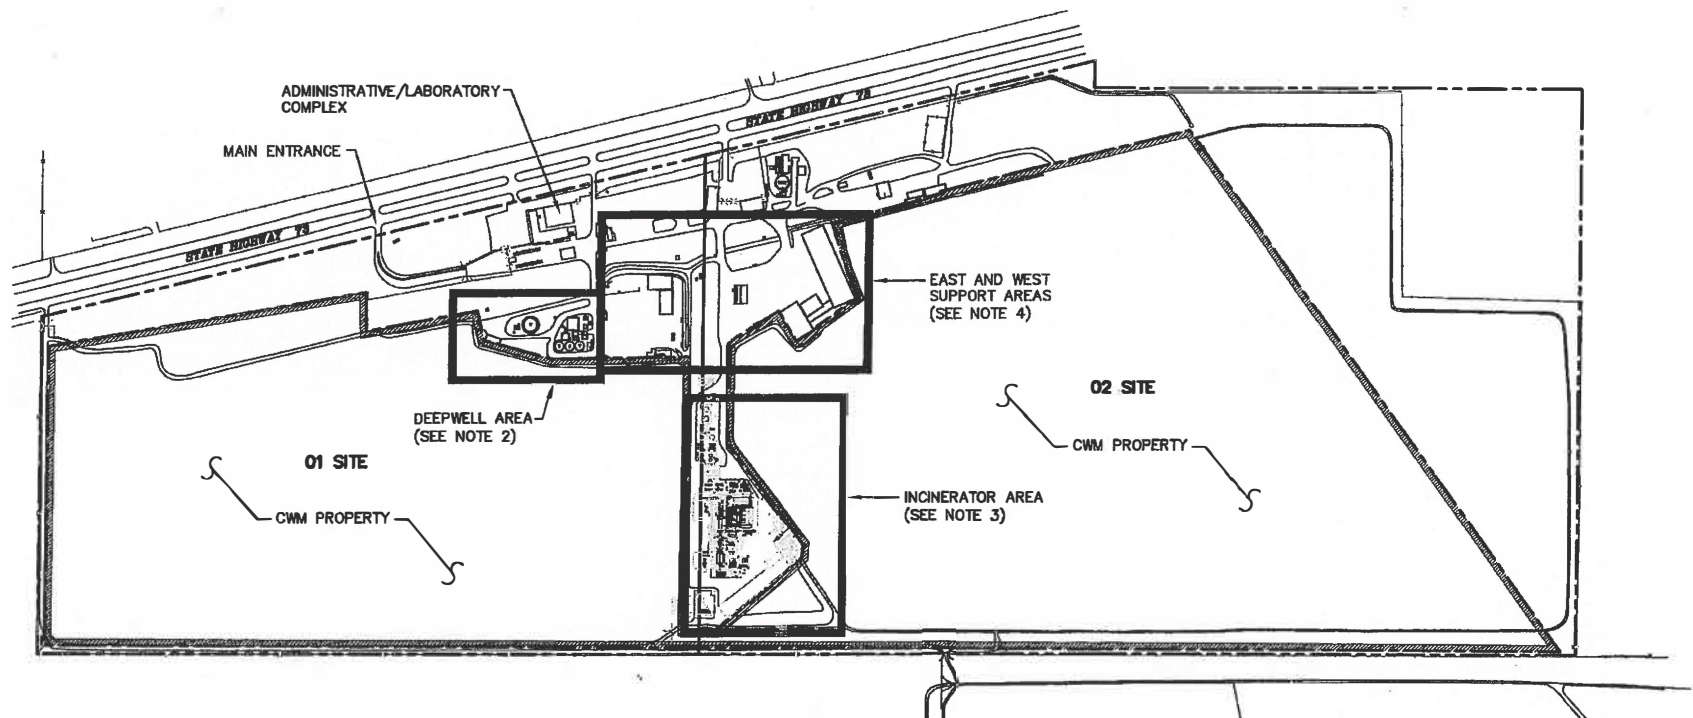 ADMINISTRATIVE/LABORATORY
COMPLEX
STATE HIGHWAY 73
MAIN ENTRANCE
STATE HIGHWAY 73
EAST AND WEST
SUPPORT AREAS
(SEE NOTE 4)
02 SITE
DEEPWELL AREA
(SEE NOTE 2)
CWM PROPERTY
01 SITE
INCINERATOR AREA
(SEE NOTE 3)
CWM PROPERTY